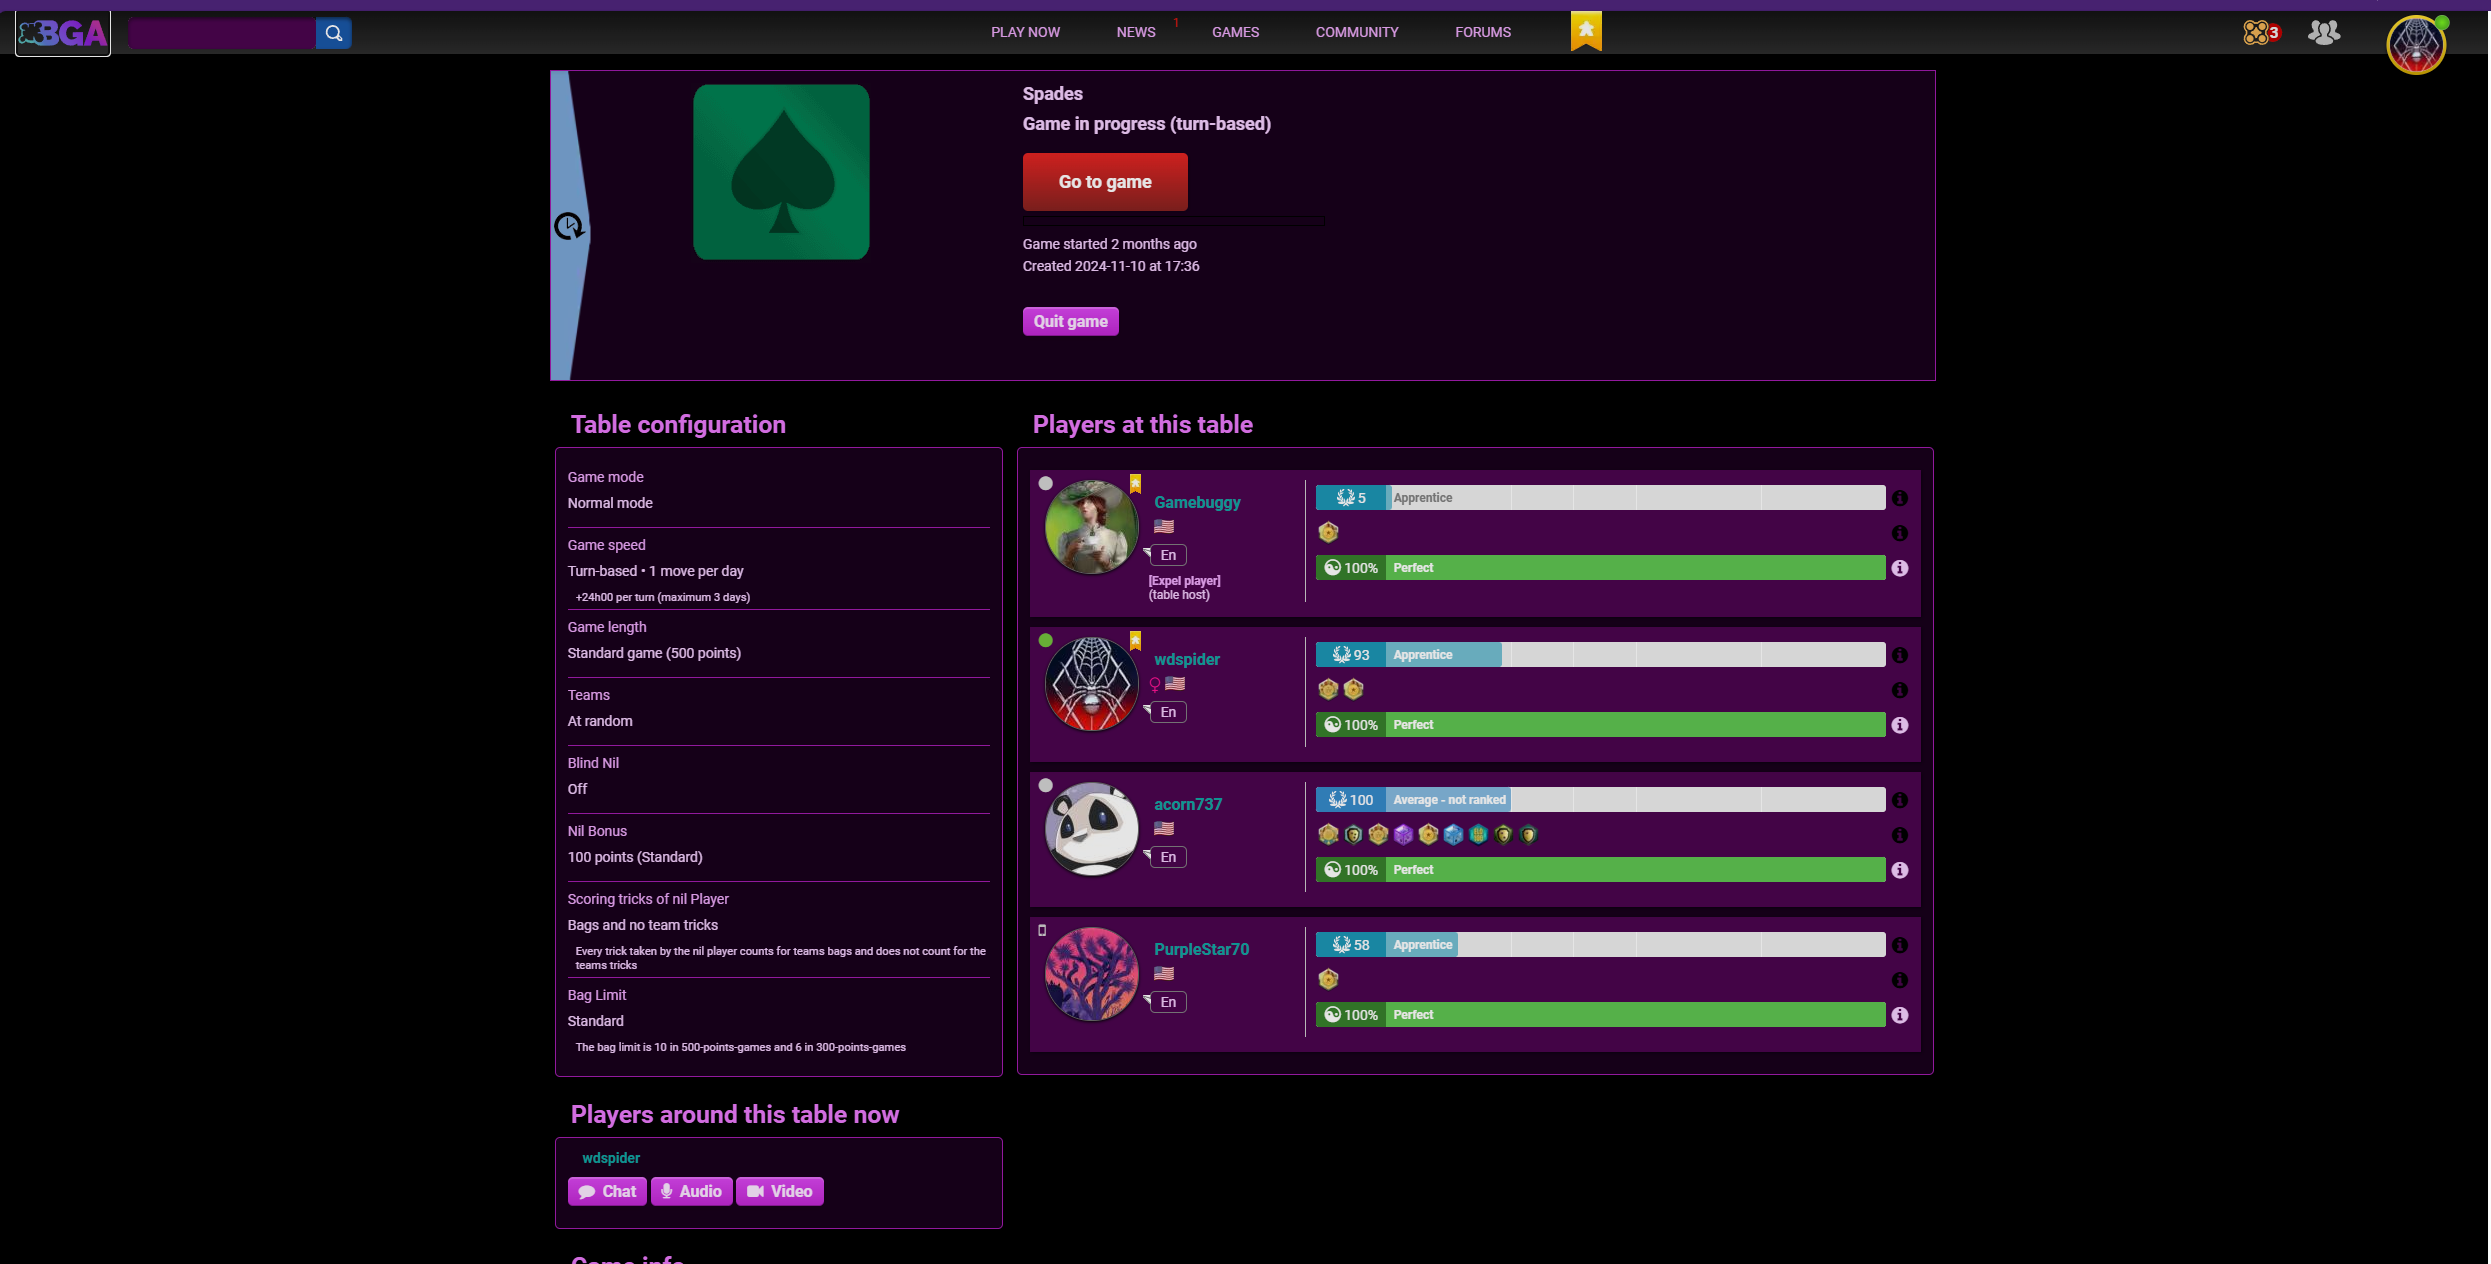 BGA
PLAY NOW
NEWS
1
GAMES
COMMUNITY
FORUMS
3
Spades
Game in progress (turn-based)
Go to game
Game started 2 months ago
Created 2024-11-10 at 17:36
Quit game
Table configuration
Game mode
Normal mode
Game speed
Turn-based • 1 move per day
+24h00 per turn (maximum 3 days)
Game length
Standard game (500 points)
Teams
At random
Blind Nil
Off
Nil Bonus
100 points (Standard)
Scoring tricks of nil Player
Bags and no team tricks
Every trick taken by the nil player counts for teams bags and does not count for the
teams tricks
Bag Limit
Standard
The bag limit is 10 in 500-points-games and 6 in 300-points-games
Players at this table
Gamebuggy
En
[Expel player]
(table host)
5 Apprentice
100% Perfect
wdspider
En
93 Apprentice
100% Perfect
acorn737
En
100 Average - not ranked
100% Perfect
PurpleStar70
En
58 Apprentice
100% Perfect
Players around this table now
wdspider
Chat
Audio
Video
Game info